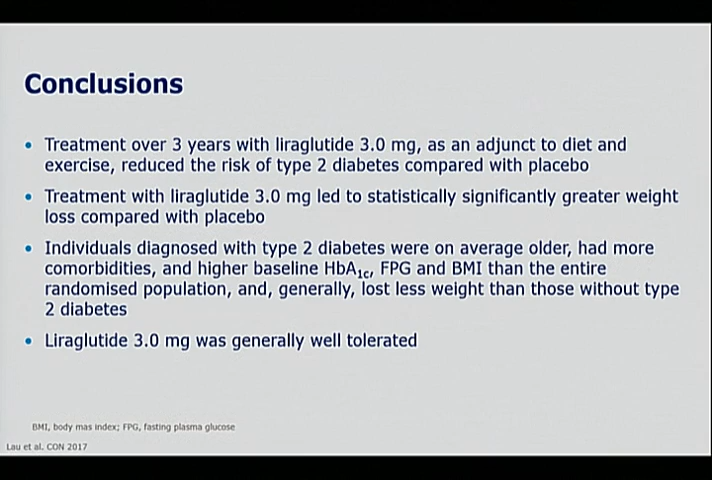 Conclusions
• Treatment over 3 years with liraglutide 3.0 mg, as an adjunct to diet and
exercise, reduced the risk of type 2 diabetes compared with placebo
• Treatment with liraglutide 3.0 mg led to statistically significantly greater weight
loss compared with placebo
• Individuals diagnosed with type 2 diabetes were on average older, had more
comorbidities, and higher baseline HbA1c, FPG and BMI than the entire
randomised population, and, generally, lost less weight than those without type
2 diabetes
• Liraglutide 3.0 mg was generally well tolerated
BMI, body mas index; FPG, fasting plasma glucose
Lau et al. CON 2017